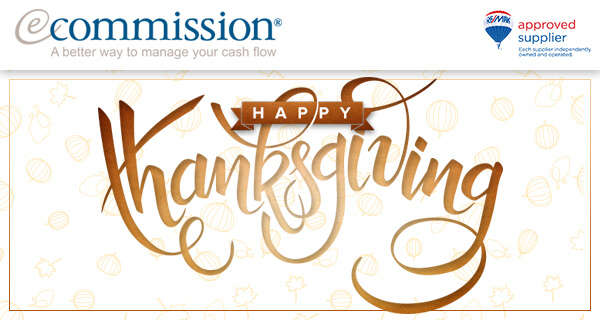 ecommission®
A better way to manage your cash flow
RE/MAX
approved
supplier
Each supplier independently
owned and operated.
HAPPY
Thanksgiving